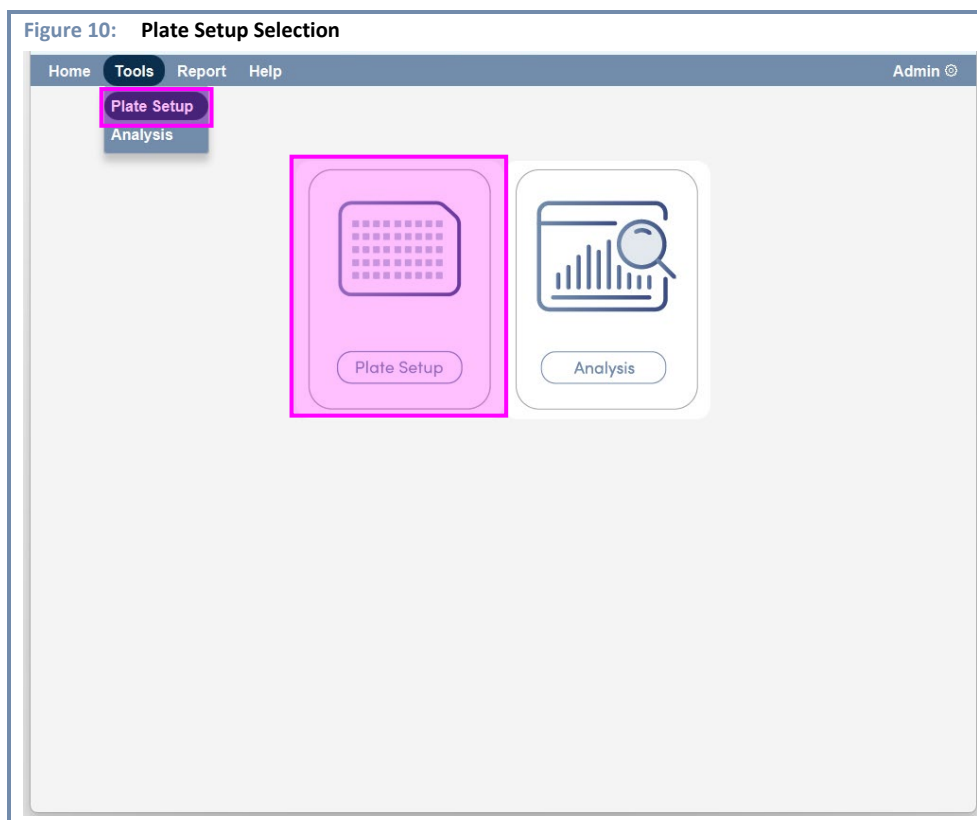 Figure 10: Plate Setup Selection
Home Tools Report Help Admin
Plate Setup
Analysis
Plate Setup Analysis